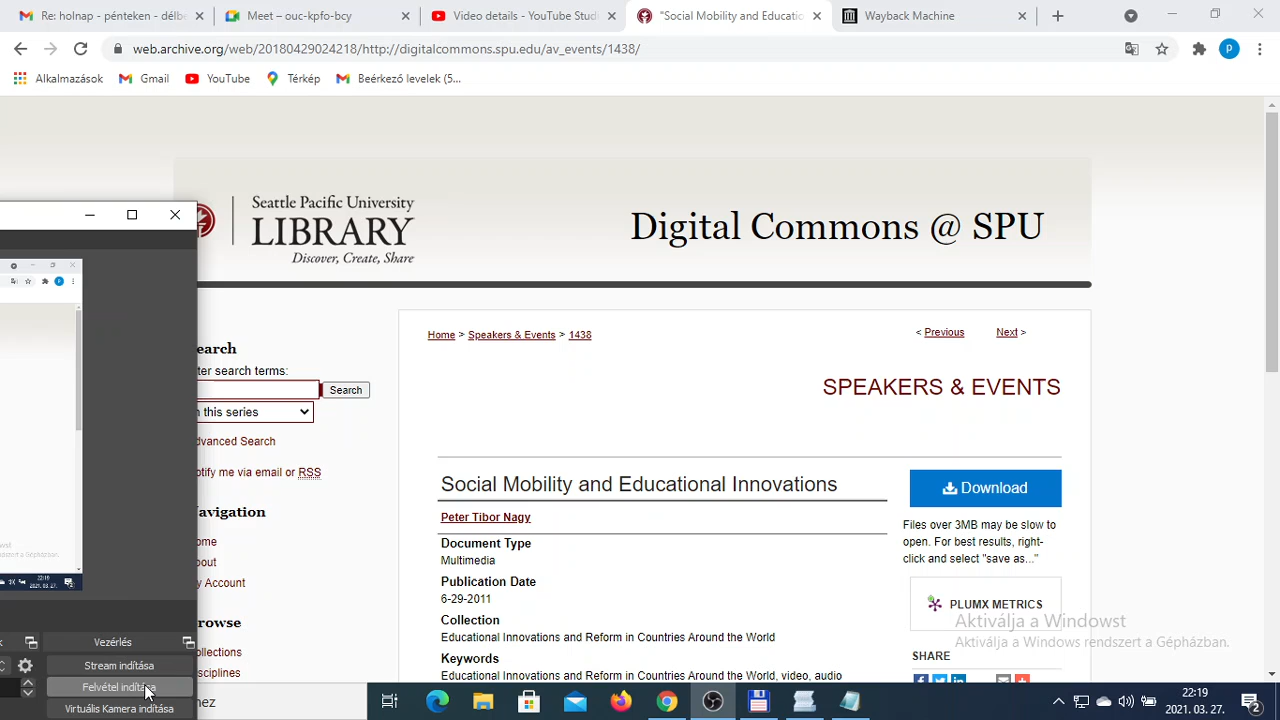 Re: holnap - pénteken - délbe
Meet – ouc-kpfo-bcy
Video details - YouTube Studi
"Social Mobility and Educatio
Wayback Machine
web.archive.org/web/20180429024218/http://digitalcommons.spu.edu/av_events/1438/
P
Alkalmazások
Gmail
YouTube
Térkép
Beérkező levelek (5...
Seattle Pacific University
LIBRARY
Discover, Create, Share
Digital Commons @ SPU
Home > Speakers & Events > 1438
< Previous
Next >
earch
ter search terms:
Search
n this series
dvanced Search
otify me via email or RSS
avigation
ome
out
y Account
rowse
ollections
sciplines
SPEAKERS & EVENTS
Social Mobility and Educational Innovations
Peter Tibor Nagy
Document Type
Multimedia
Publication Date
6-29-2011
Collection
Educational Innovations and Reform in Countries Around the World
Keywords
Educational Innovations and Reform in Countries Around the World, video, audio
Download
Files over 3MB may be slow to
open. For best results, right-
click and select "save as..."
PLUMX METRICS
SHARE
Aktiválja a Windowst
Aktiválja a Windows rendszert a Gépházban.
22:19
2021. 03. 27.
Vezérlés
Stream indítása
Felvétel indítása
Virtuális Kamera indítása
nez
22:19
2021. 03. 27.
2